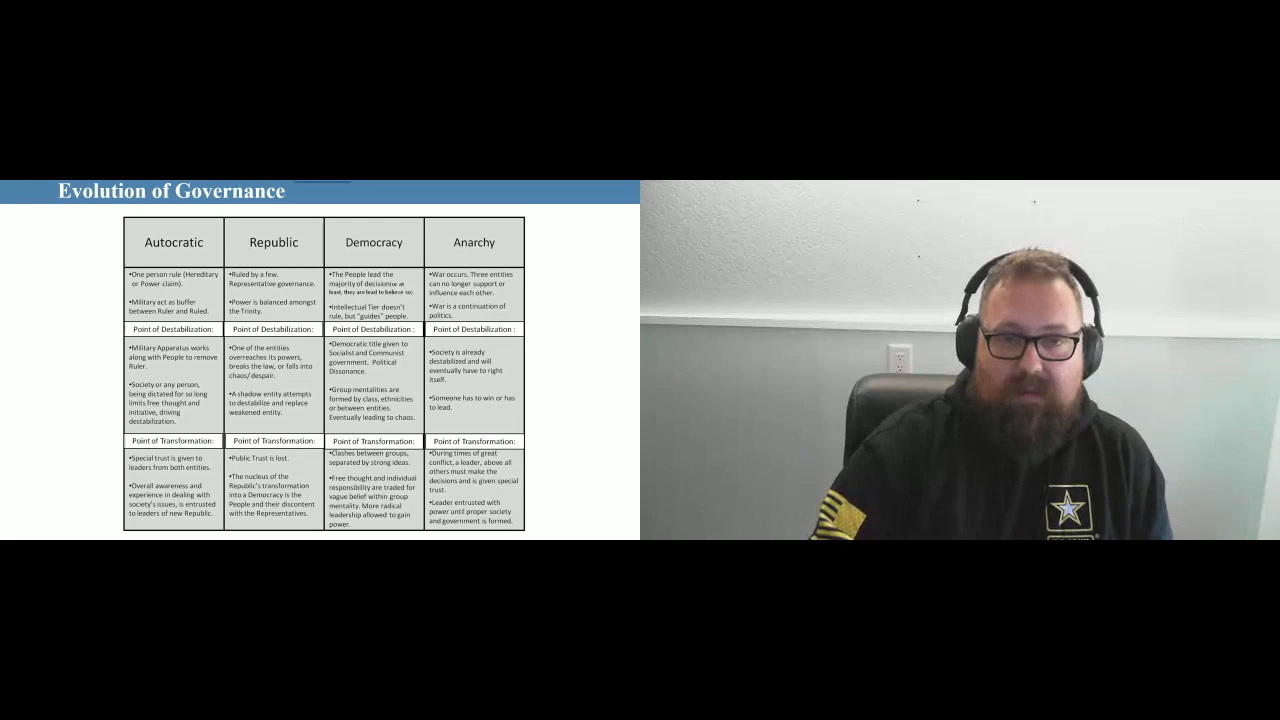 Evolution of Governance
Autocratic
Republic
Democracy
Anarchy
•One person rule (Hereditary
or Power claim).
•Military act as buffer
between Ruler and Ruled.
•Ruled by a few.
Representative governance.
•Power is balanced amongst
the Trinity.
•The People lead the
majority of decision(or at
least, they are lead to believe so).
•Intellectual Tier doesn't
rule, but "guides" people.
•War occurs. Three entities
can no longer support or
influence each other.
•War is a continuation of
politics.
Point of Destabilization:
Point of Destabilization:
Point of Destabilization :
Point of Destabilization :
•Military Apparatus works
along with People to remove
Ruler.
•Society or any person,
being dictated for so long
limits free thought and
initiative, driving
destabilization.
•One of the entities
overreaches its powers,
breaks the law, or falls into
chaos/despair.
•A shadow entity attempts
to destabilize and replace
weakened entity.
•Democratic title given to
Socialist and Communist
government. Political
Dissonance.
•Group mentalities are
formed by class, ethnicities
or between entities.
Eventually leading to chaos.
•Society is already
destabilized and will
eventually have to right
itself.
•Someone has to win or has
to lead.
Point of Transformation:
Point of Transformation:
Point of Transformation:
Point of Transformation:
•Special trust is given to
leaders from both entities.
•Overall awareness and
experience in dealing with
society's issues, is entrusted
to leaders of new Republic.
•Public Trust is lost.
•The nucleus of the
Republic's transformation
into a Democracy is the
People and their discontent
with the Representatives.
•Clashes between groups,
separated by strong ideas.
•Free thought and individual
responsibility are traded for
vague belief within group
mentality. More radical
leadership allowed to gain
power.
•During times of great
conflict, a leader, above all
others must make the
decisions and is given special
trust.
•Leader entrusted with
power until proper society
and government is formed.